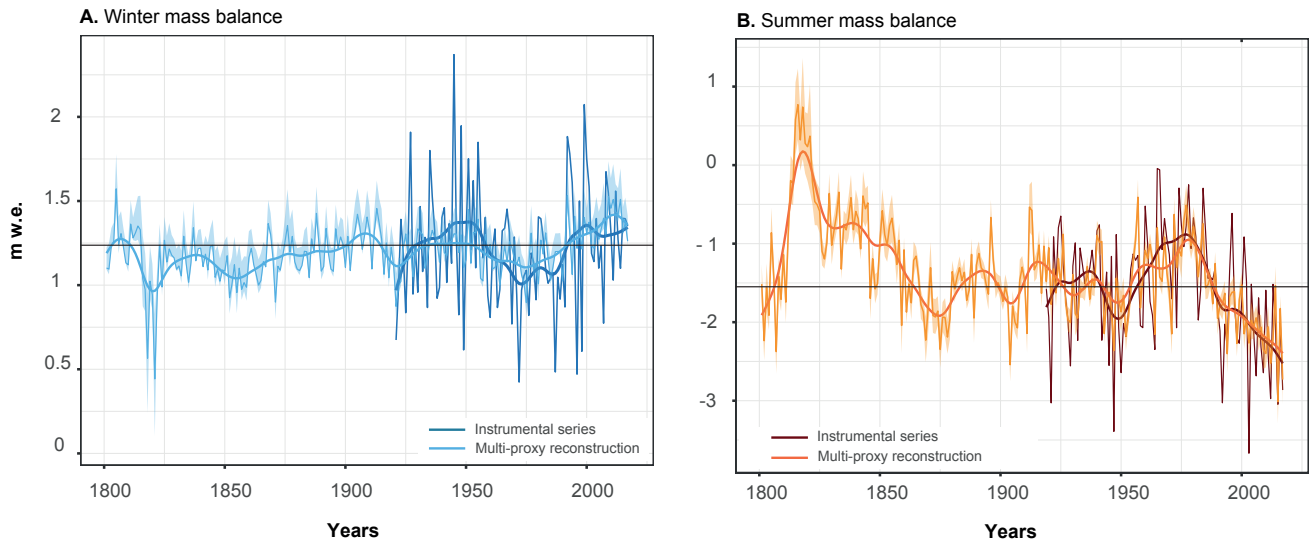 A. Winter mass balance
m w.e.
2
1.5
1
0.5
0
Instrumental series
Multi-proxy reconstruction
1800 1850 1900 1950 2000
Years
B. Summer mass balance
1
0
- 1
-2
-3
Instrumental series
Multi-proxy reconstruction
1800 1850 1900 1950 2000
Years